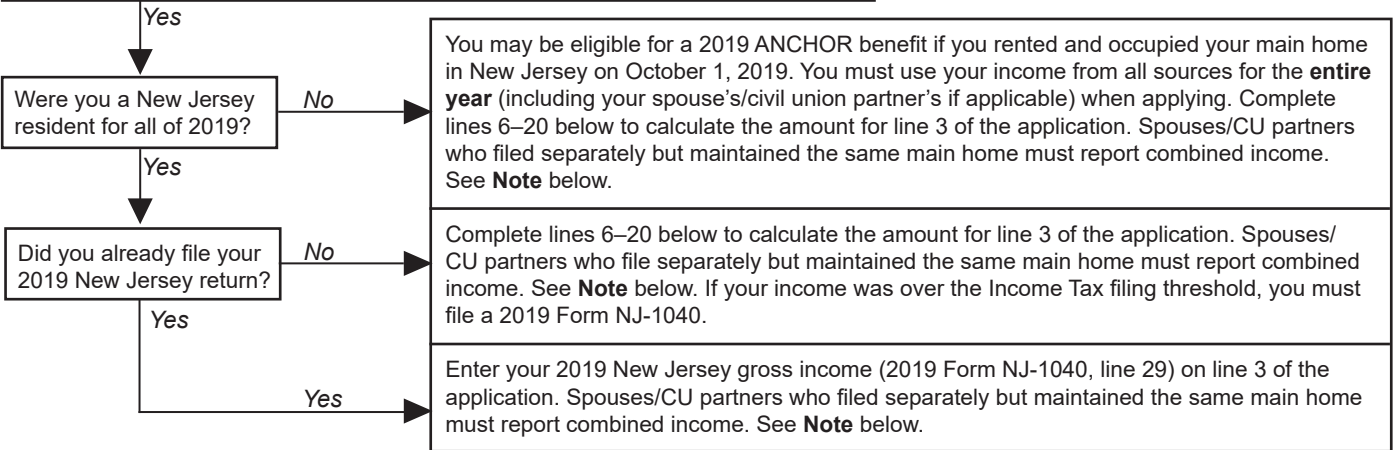 Yes
You may be eligible for a 2019 ANCHOR benefit if you rented and occupied your main home
in New Jersey on October 1, 2019. You must use your income from all sources for the entire
year (including your spouse's/civil union partner's if applicable) when applying. Complete
lines 6–20 below to calculate the amount for line 3 of the application. Spouses/CU partners
who filed separately but maintained the same main home must report combined income.
See Note below.
Were you a New Jersey
resident for all of 2019?
No
Yes
Did you already file your
2019 New Jersey return?
No
Complete lines 6–20 below to calculate the amount for line 3 of the application. Spouses/
CU partners who file separately but maintained the same main home must report combined
income. See Note below. If your income was over the Income Tax filing threshold, you must
file a 2019 Form NJ-1040.
Yes
Yes
Enter your 2019 New Jersey gross income (2019 Form NJ-1040, line 29) on line 3 of the
application. Spouses/CU partners who filed separately but maintained the same main home
must report combined income. See Note below.